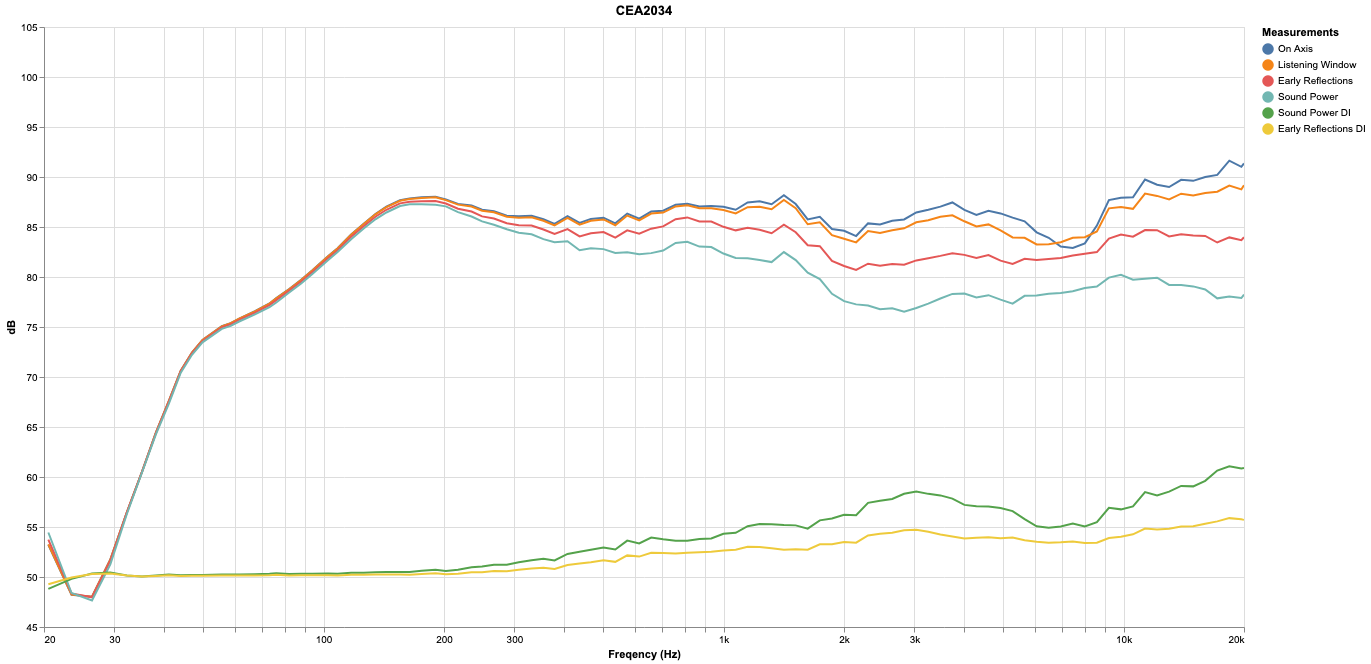 CEA2034
105
100
95
90
85
80
75
70
65
60
55
50
45
dB
20 30 100 200 300 1k 2k 3k 10k 20k
Freqency (Hz)
Measurements
On Axis
Listening Window
Early Reflections
Sound Power
Sound Power DI
Early Reflections DI